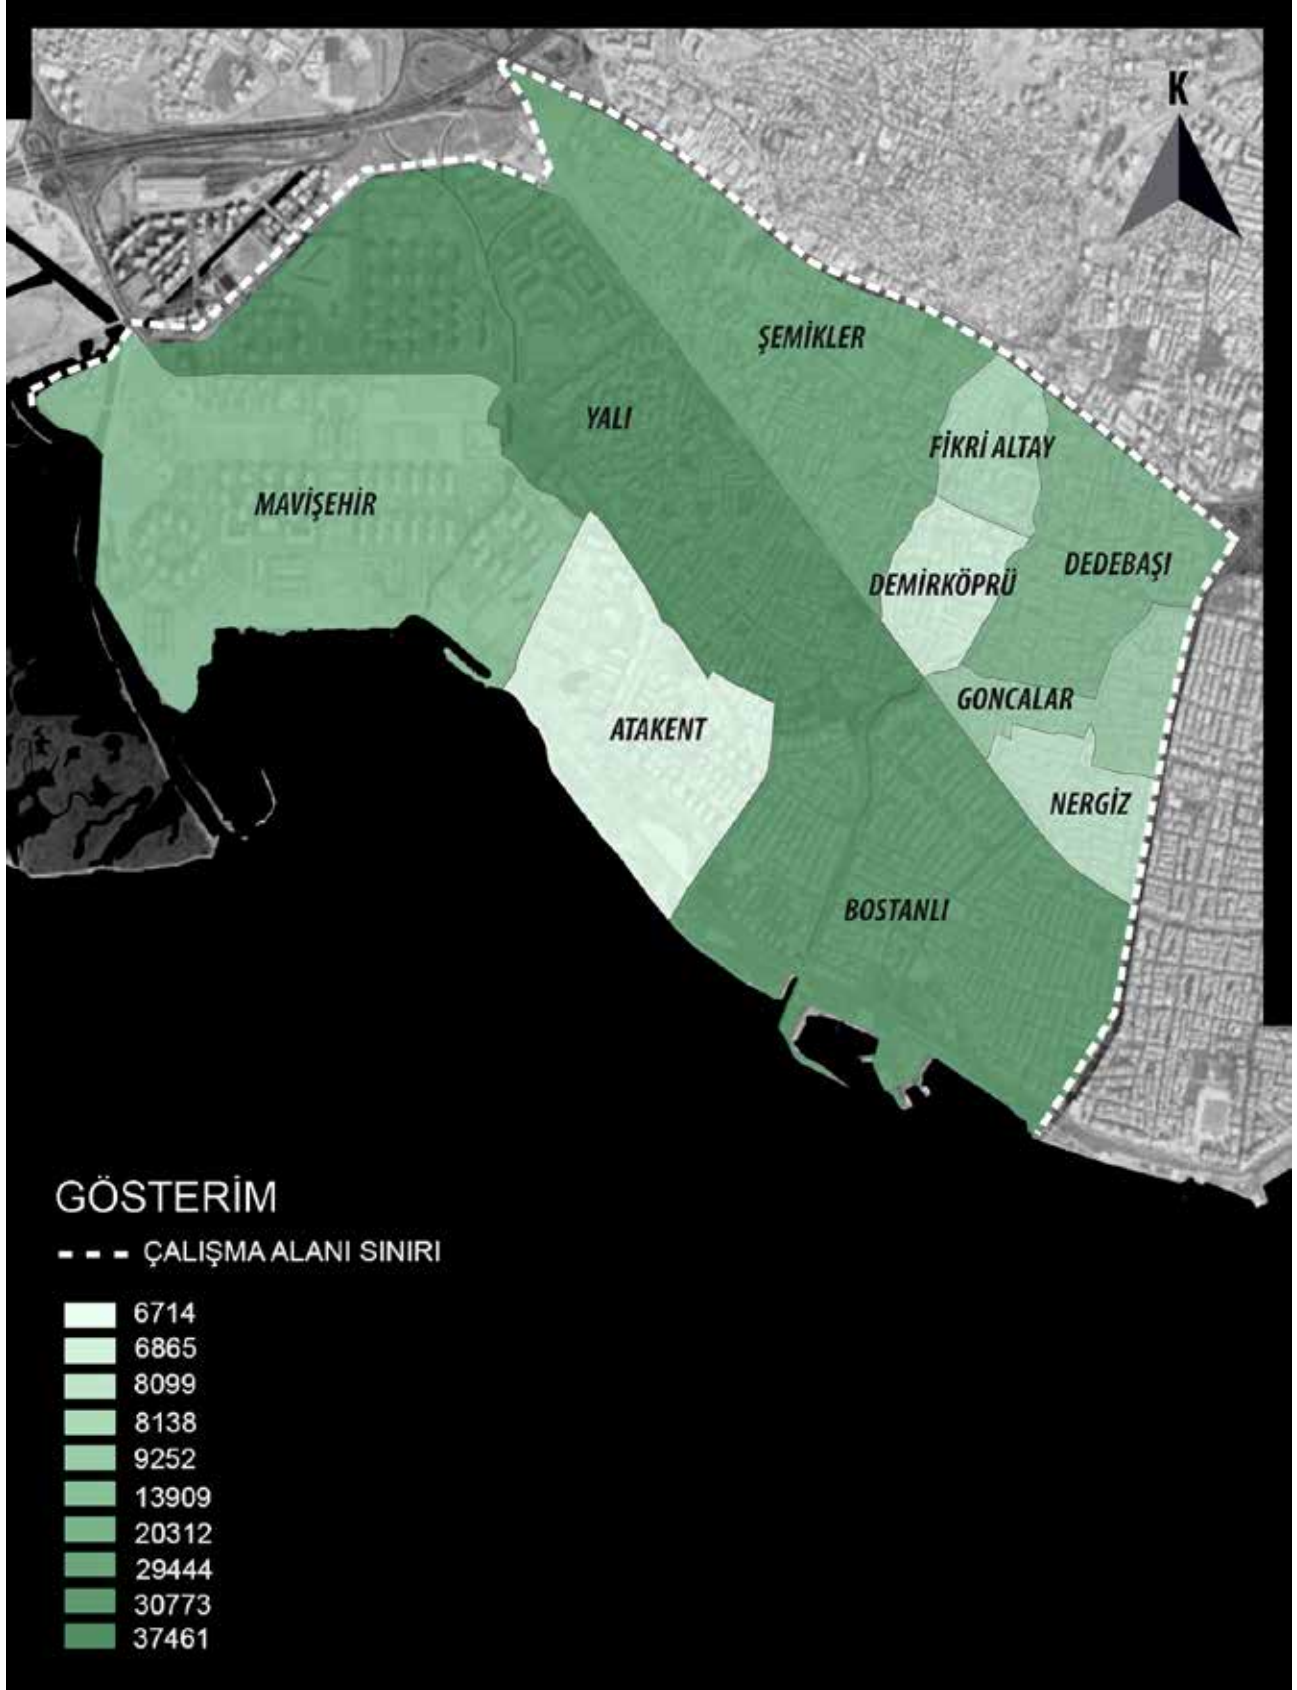 K
ŞEMİKLER
YALI
FİKRİ ALTAY
MAVİŞEHİR
DEDEBAŞI
DEMİRKÖPRÜ
GONCALAR
ATAKENT
NERGİZ
BOSTANLI
GÖSTERİM
ÇALIŞMA ALANI SINIRI
6714
6865
8099
8138
9252
13909
20312
29444
30773
37461